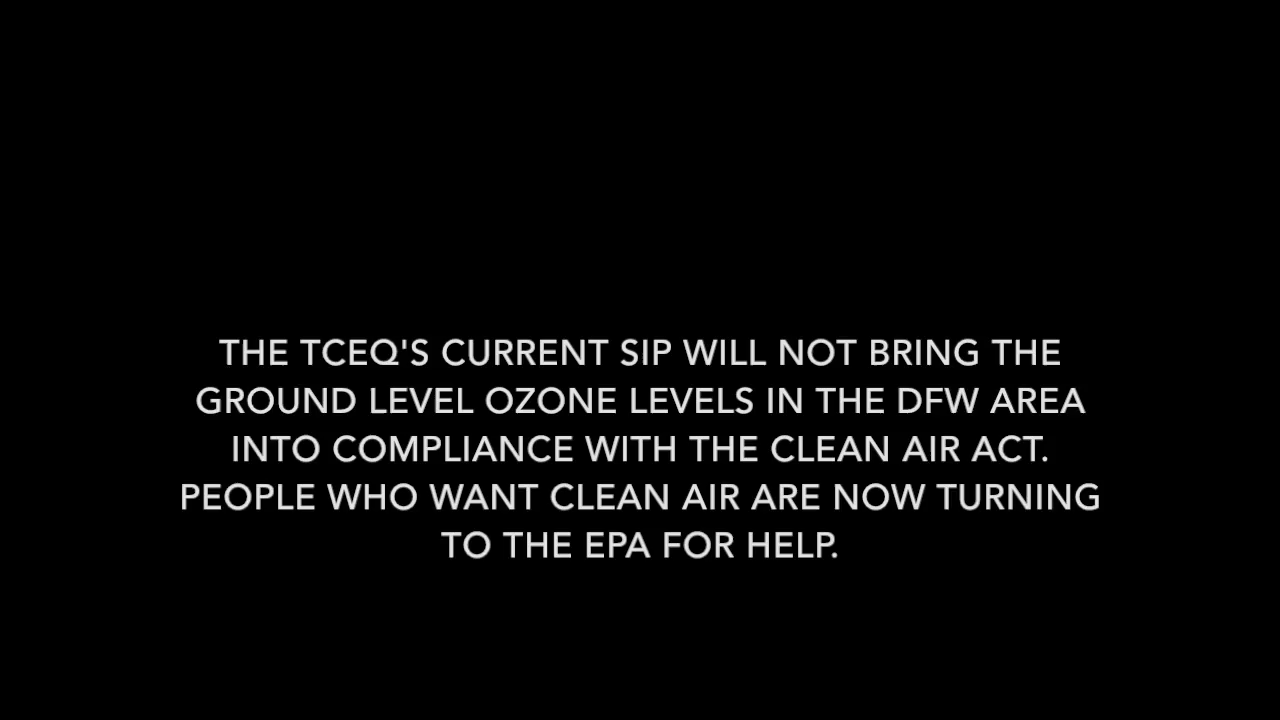 THE TCEQ'S CURRENT SIP WILL NOT BRING THE
GROUND LEVEL OZONE LEVELS IN THE DFW AREA
INTO COMPLIANCE WITH THE CLEAN AIR ACT.
PEOPLE WHO WANT CLEAN AIR ARE NOW TURNING
TO THE EPA FOR HELP.